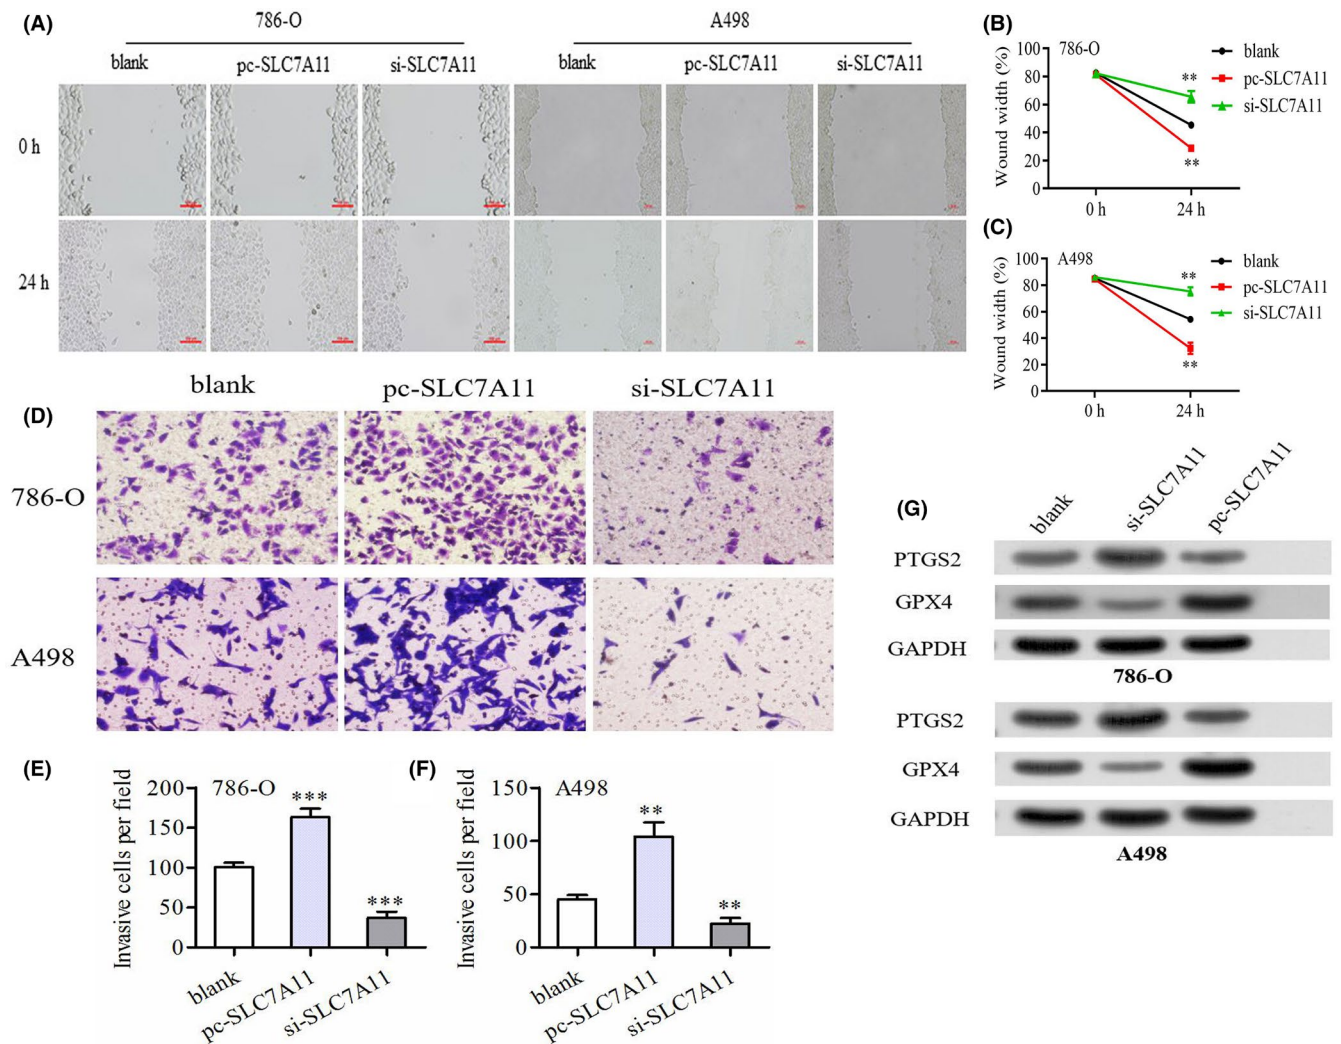 (A)
786-O
A498
blank
pc-SLC7A11
si-SLC7A11
blank
pc-SLC7A11
si-SLC7A11
0 h
24 h
(B)
Wound width (%)
100
80
60
40
20
0
786-O
**
**
0 h
24 h
blank
pc-SLC7A11
si-SLC7A11
(C)
Wound width (%)
100
80
60
40
20
0
A498
**
**
0 h
24 h
blank
pc-SLC7A11
si-SLC7A11
(D)
blank
pc-SLC7A11
si-SLC7A11
786-O
A498
(E)
Invasive cells per field
200
150
100
50
0
786-O
***
***
blank
pc-SLC7A11
si-SLC7A11
(F)
Invasive cells per field
150
100
50
0
A498
**
**
blank
pc-SLC7A11
si-SLC7A11
(G)
blank
si-SLC7A11
pc-SLC7A11
PTGS2
GPX4
GAPDH
786-O
PTGS2
GPX4
GAPDH
A498